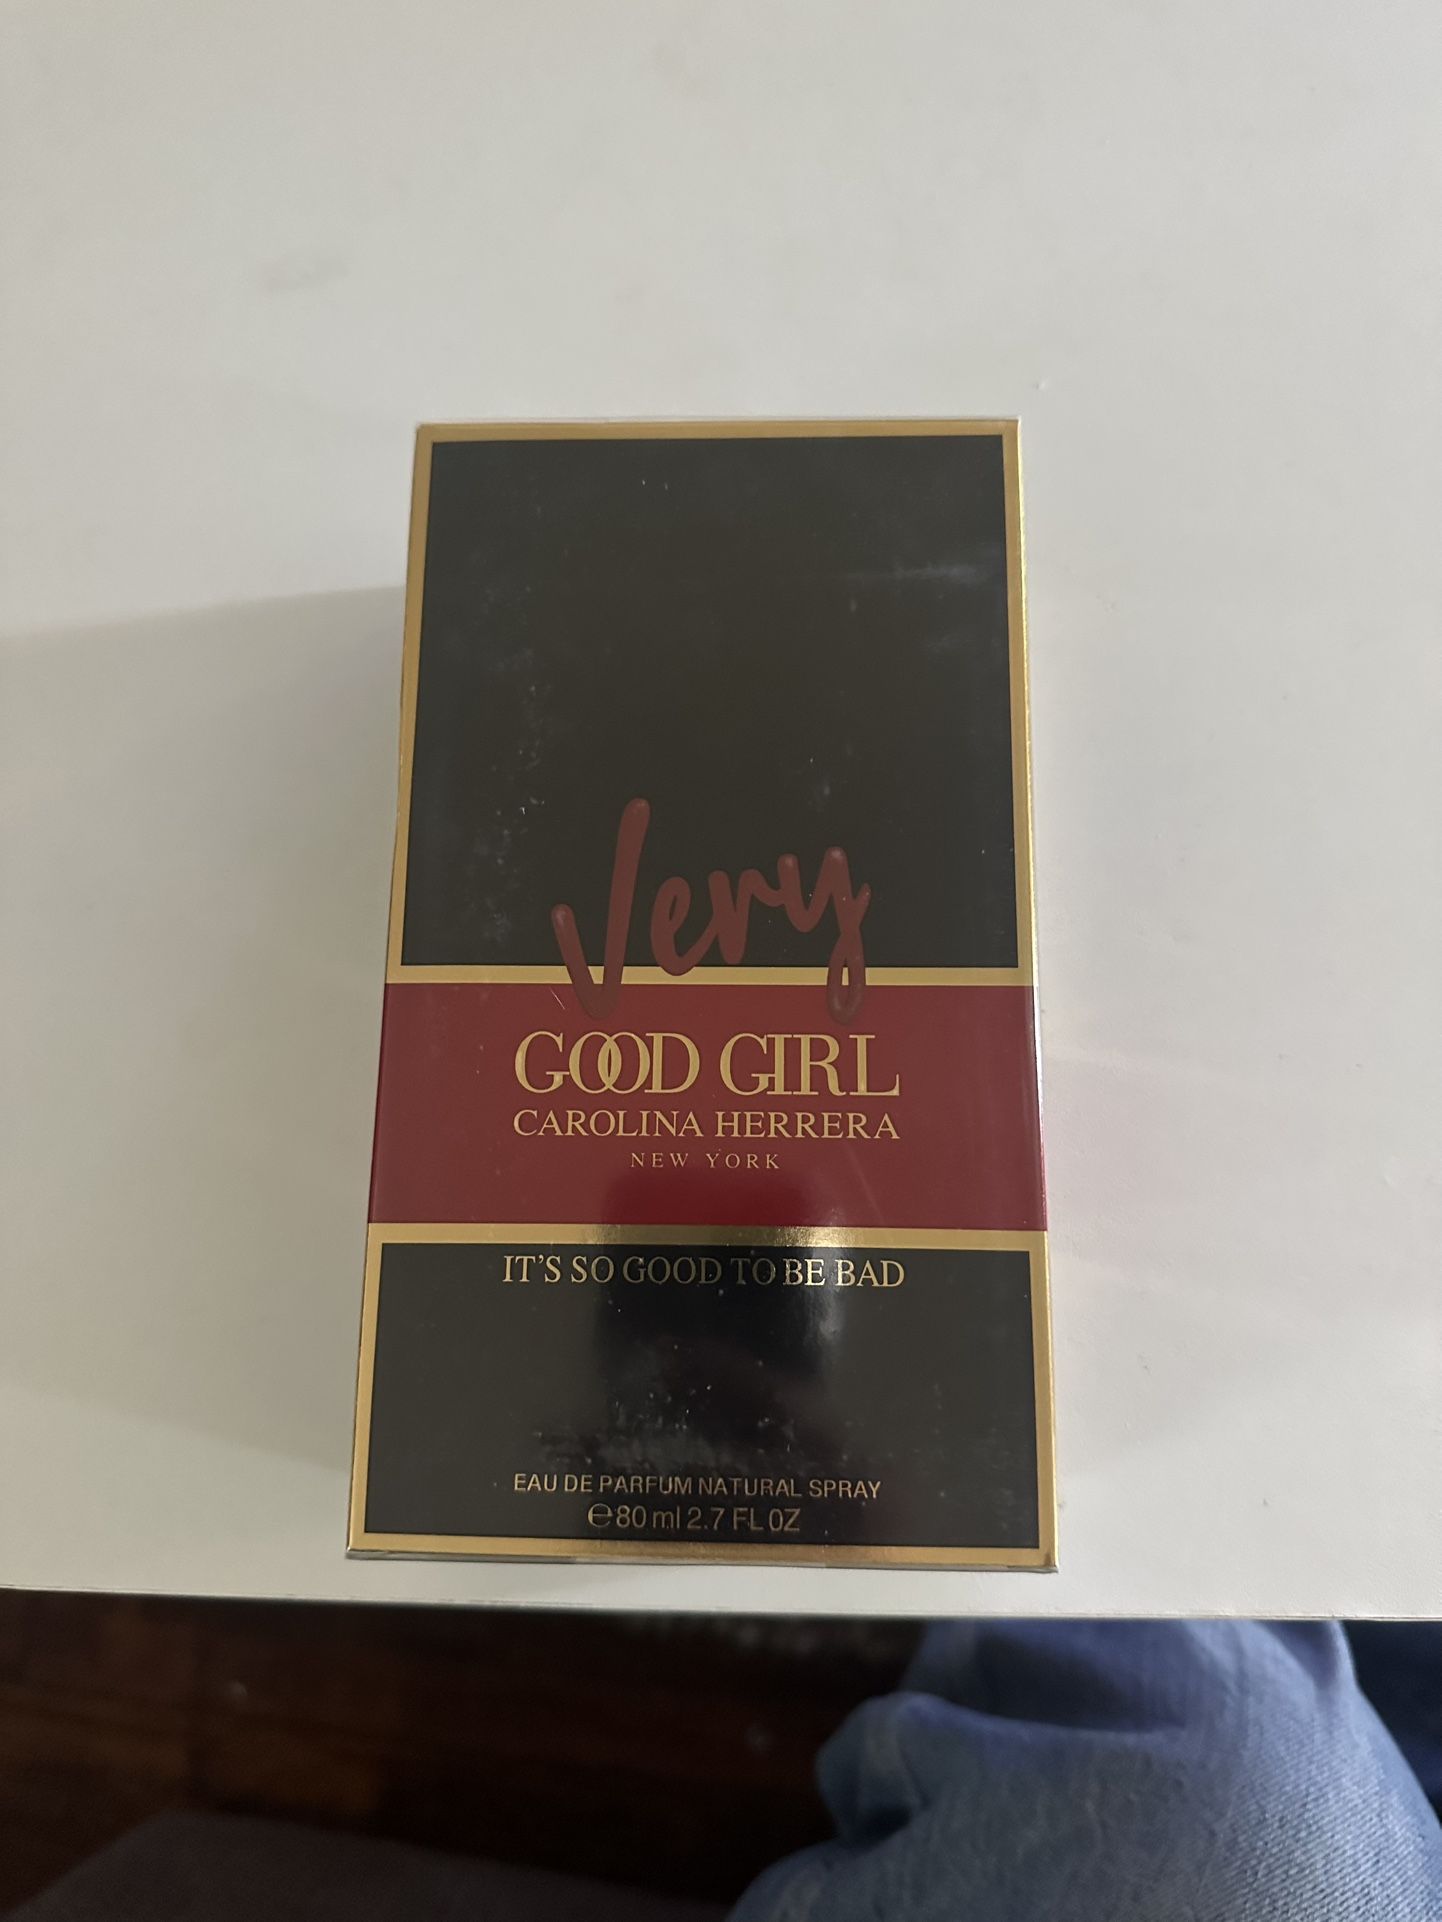 Very
GOOD GIRL
CAROLINA HERRERA
NEW YORK
IT'S SO GOOD TO BE BAD
EAU DE PARFUM NATURAL SPRAY
℮80 ml 2.7 FL OZ